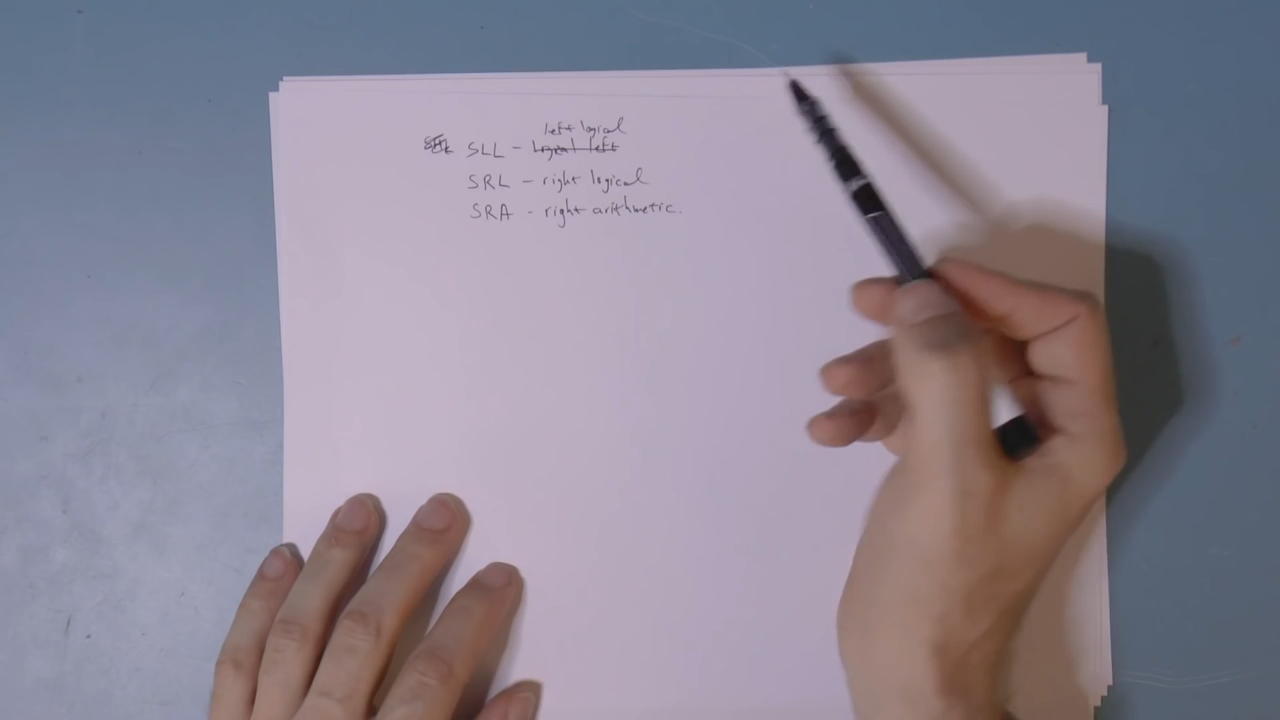 left logical
SLL - logical left
SRL - right logical
SRA - right arithmetic.